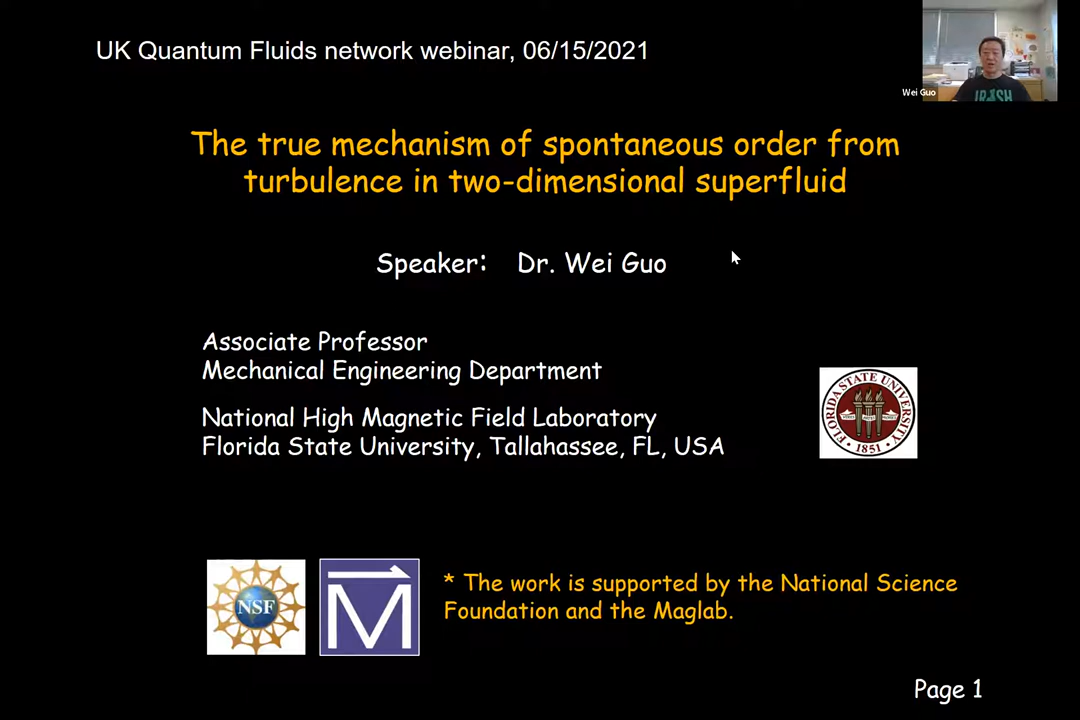 UK Quantum Fluids network webinar, 06/15/2021
Wei Guo
The true mechanism of spontaneous order from
turbulence in two-dimensional superfluid
Speaker: Dr. Wei Guo
Associate Professor
Mechanical Engineering Department
National High Magnetic Field Laboratory
Florida State University, Tallahassee, FL, USA
FLORIDA STATE UNIVERSITY
1851
NSF
M
* The work is supported by the National Science
Foundation and the Maglab.
Page 1